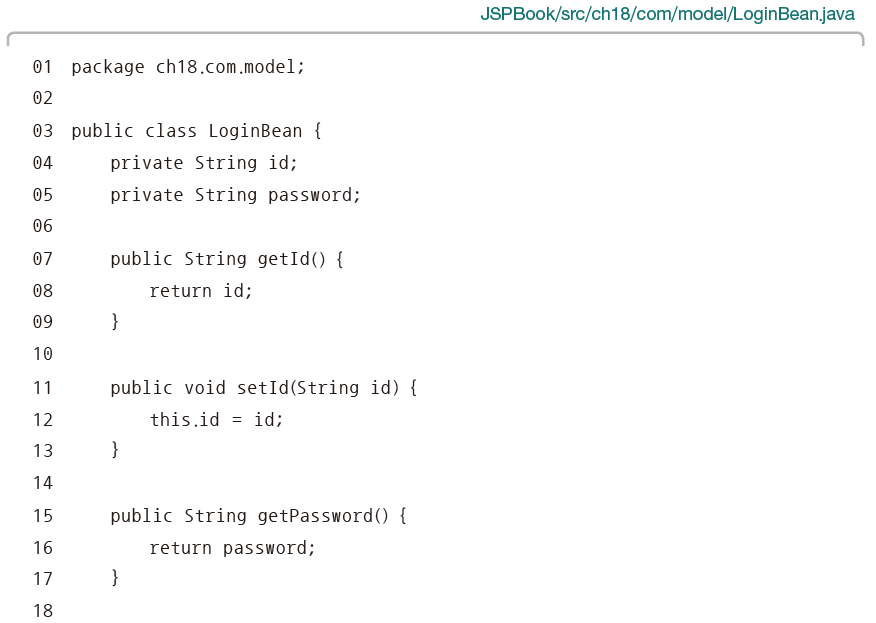 JSPBook/src/ch18/com/model/LoginBean.java
01 package ch18.com.model;
02
03 public class LoginBean {
04     private String id;
05     private String password;
06
07     public String getId() {
08         return id;
09     }
10
11     public void setId(String id) {
12         this.id = id;
13     }
14
15     public String getPassword() {
16         return password;
17     }
18